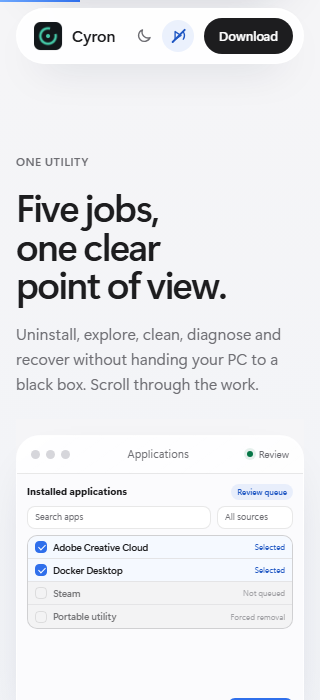 Cyron
Download
ONE UTILITY
Five jobs,
one clear
point of view.
Uninstall, explore, clean, diagnose and
recover without handing your PC to a
black box. Scroll through the work.
Applications
Review
Installed applications
Review queue
Search apps
All sources
Adobe Creative Cloud
Selected
Docker Desktop
Selected
Steam
Not queued
Portable utility
Forced removal